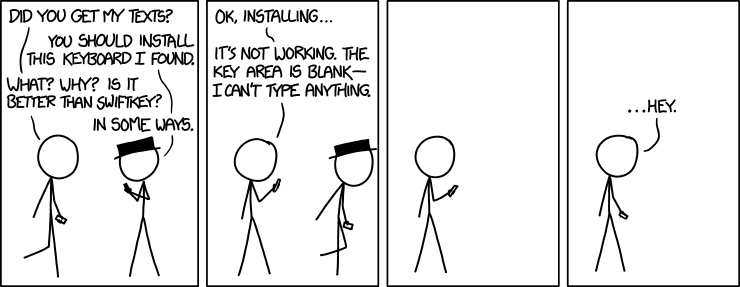 DID YOU GET MY TEXTS?
YOU SHOULD INSTALL
THIS KEYBOARD I FOUND.
WHAT? WHY? IS IT
BETTER THAN SWIFTKEY?
IN SOME WAYS.
OK, INSTALLING...
IT'S NOT WORKING. THE
KEY AREA IS BLANK—
I CAN'T TYPE ANYTHING.
...HEY.